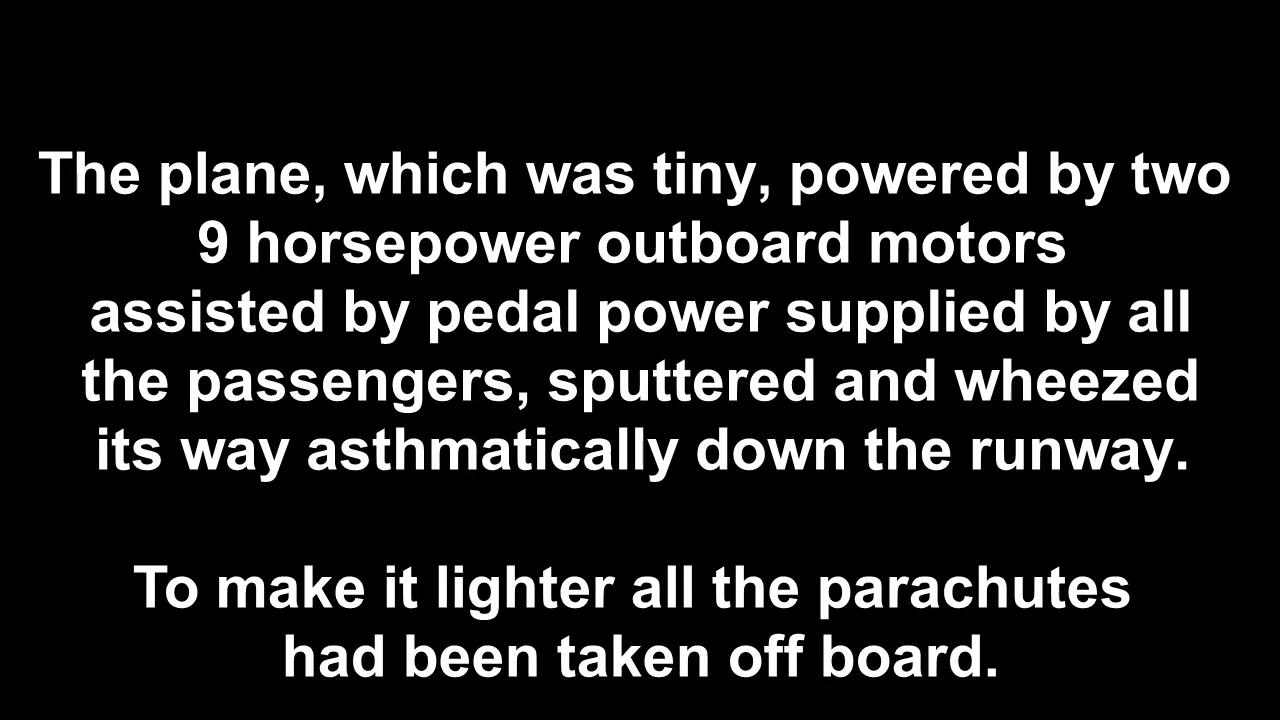 The plane, which was tiny, powered by two
9 horsepower outboard motors
assisted by pedal power supplied by all
the passengers, sputtered and wheezed
its way asthmatically down the runway.
To make it lighter all the parachutes
had been taken off board.